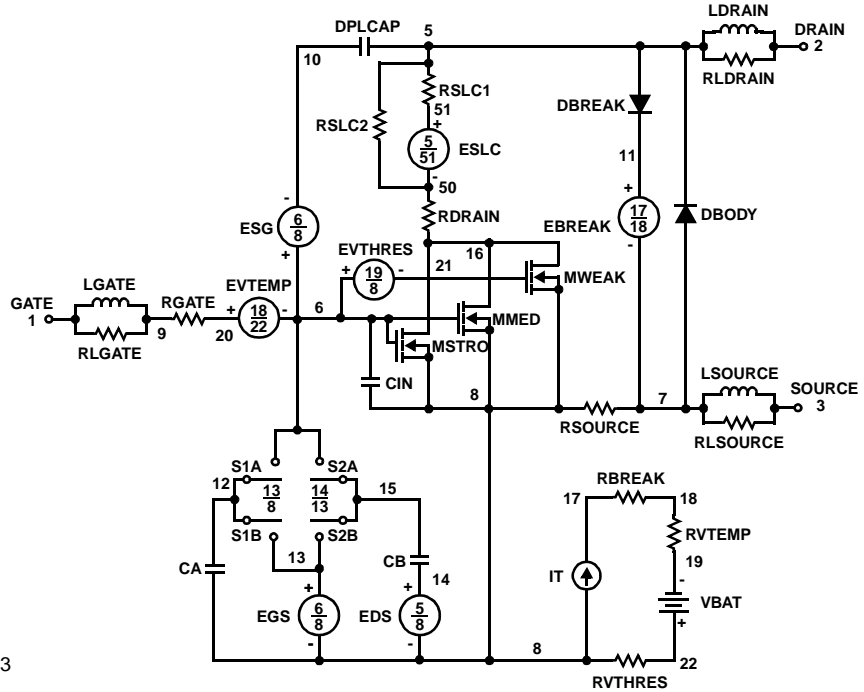 LDRAIN
DPLCAP 5 DRAIN
10 2
RLDRAIN
RSLC1
51
DBREAK
RSLC2
+
5
51
ESLC
11
-
50
-
+
6
8
ESG
RDRAIN
17
18
EBREAK
DBODY
+
EVTHRES
16
-
21
+
19
8
-
MWEAK
LGATE
EVTEMP
GATE
RGATE
+
18
22
-
6
MMED
1
9
20
MSTRO
RLGATE
LSOURCE
CIN
8
7
SOURCE
3
RSOURCE
RLSOURCE
S1A
S2A
12
13
8
14
13
15
RBREAK
17
18
S1B
S2B
RVTEMP
13
CB
19
CA
14
IT
-
+
+
VBAT
EGS
6
8
EDS
5
8
+
-
-
8
22
RVTHRES
3